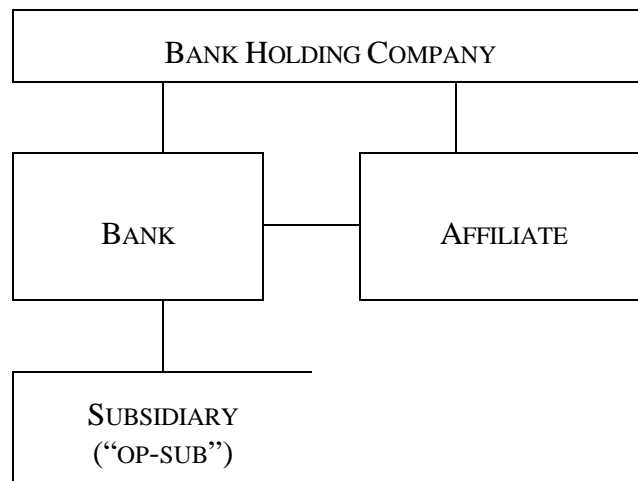 BANK HOLDING COMPANY
BANK
AFFILIATE
SUBSIDIARY
(“OP-SUB”)